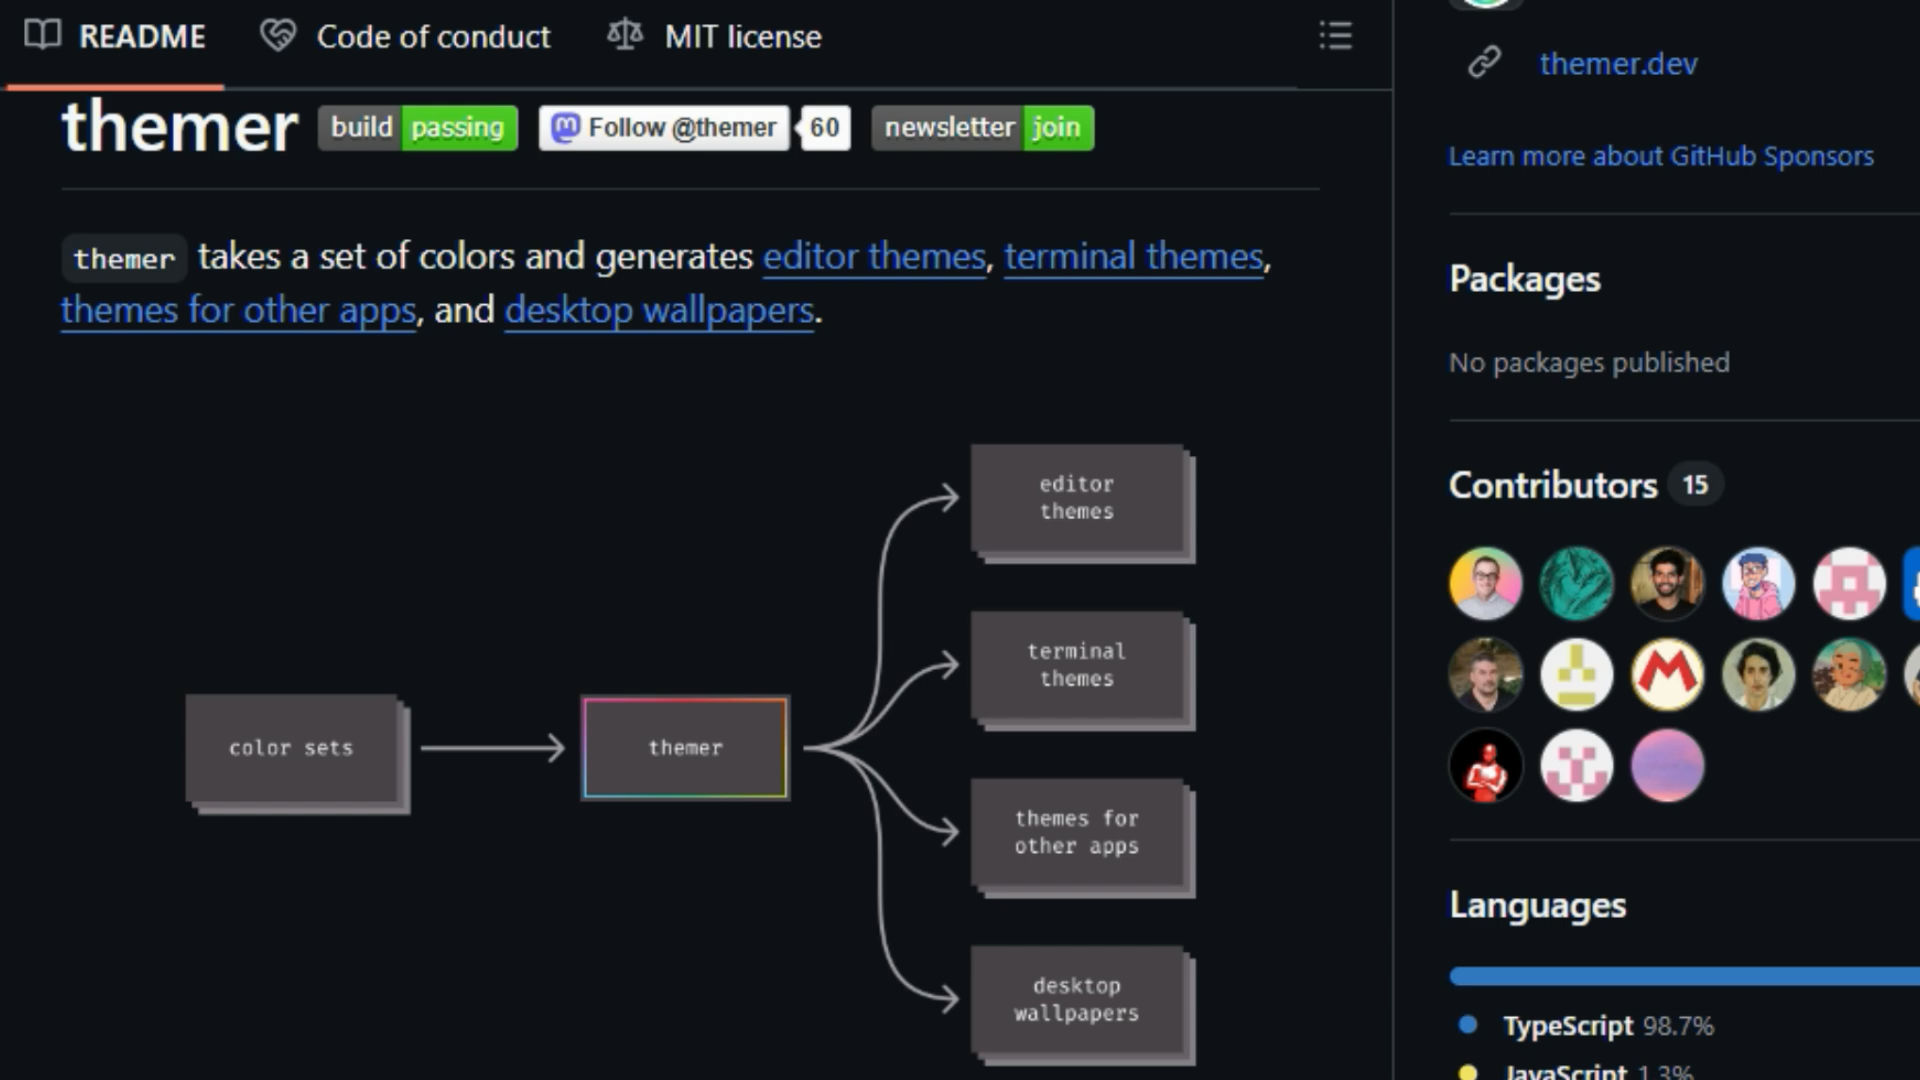 README
Code of conduct
MIT license
themer build passing Follow @themer 60 newsletter join
themer takes a set of colors and generates editor themes, terminal themes,
themes for other apps, and desktop wallpapers.
color sets
themer
editor
themes
terminal
themes
themes for
other apps
desktop
wallpapers
themer.dev
Learn more about GitHub Sponsors
Packages
No packages published
Contributors 15
Languages
TypeScript 98.7%
JavaScript 1.3%